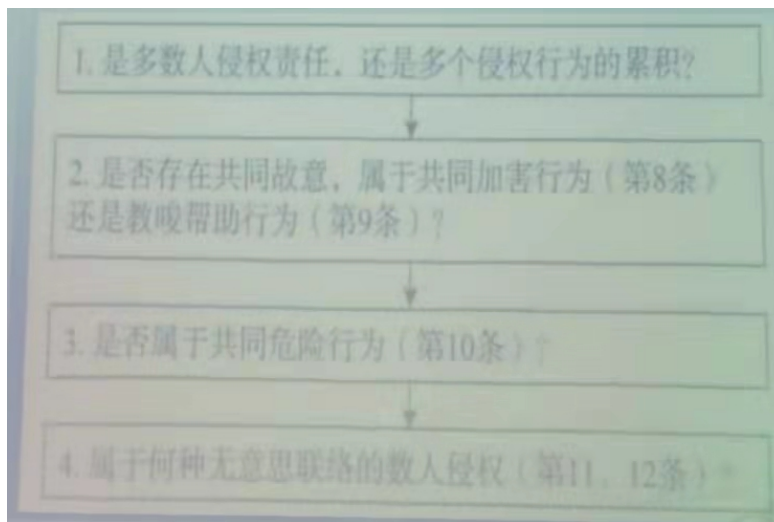 1. 是多数人侵权责任，还是多个侵权行为的累积？
2. 是否存在共同故意，属于共同加害行为（第8条）
还是教唆帮助行为（第9条）？
3. 是否属于共同危险行为（第10条）？
4. 属于何种无意思联络的数人侵权（第11、12条）？